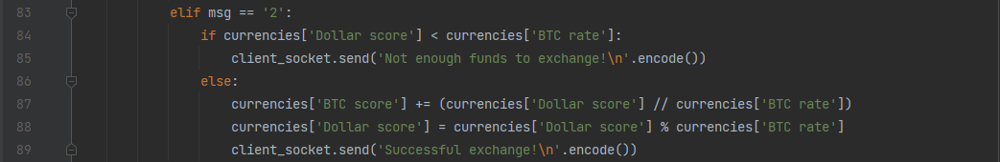 83 elif msg == '2':
84 if currencies['Dollar score'] < currencies['BTC rate']:
85 client_socket.send('Not enough funds to exchange!\n'.encode())
86 else:
87 currencies['BTC score'] += (currencies['Dollar score'] // currencies['BTC rate'])
88 currencies['Dollar score'] = currencies['Dollar score'] % currencies['BTC rate']
89 client_socket.send('Successful exchange!\n'.encode())